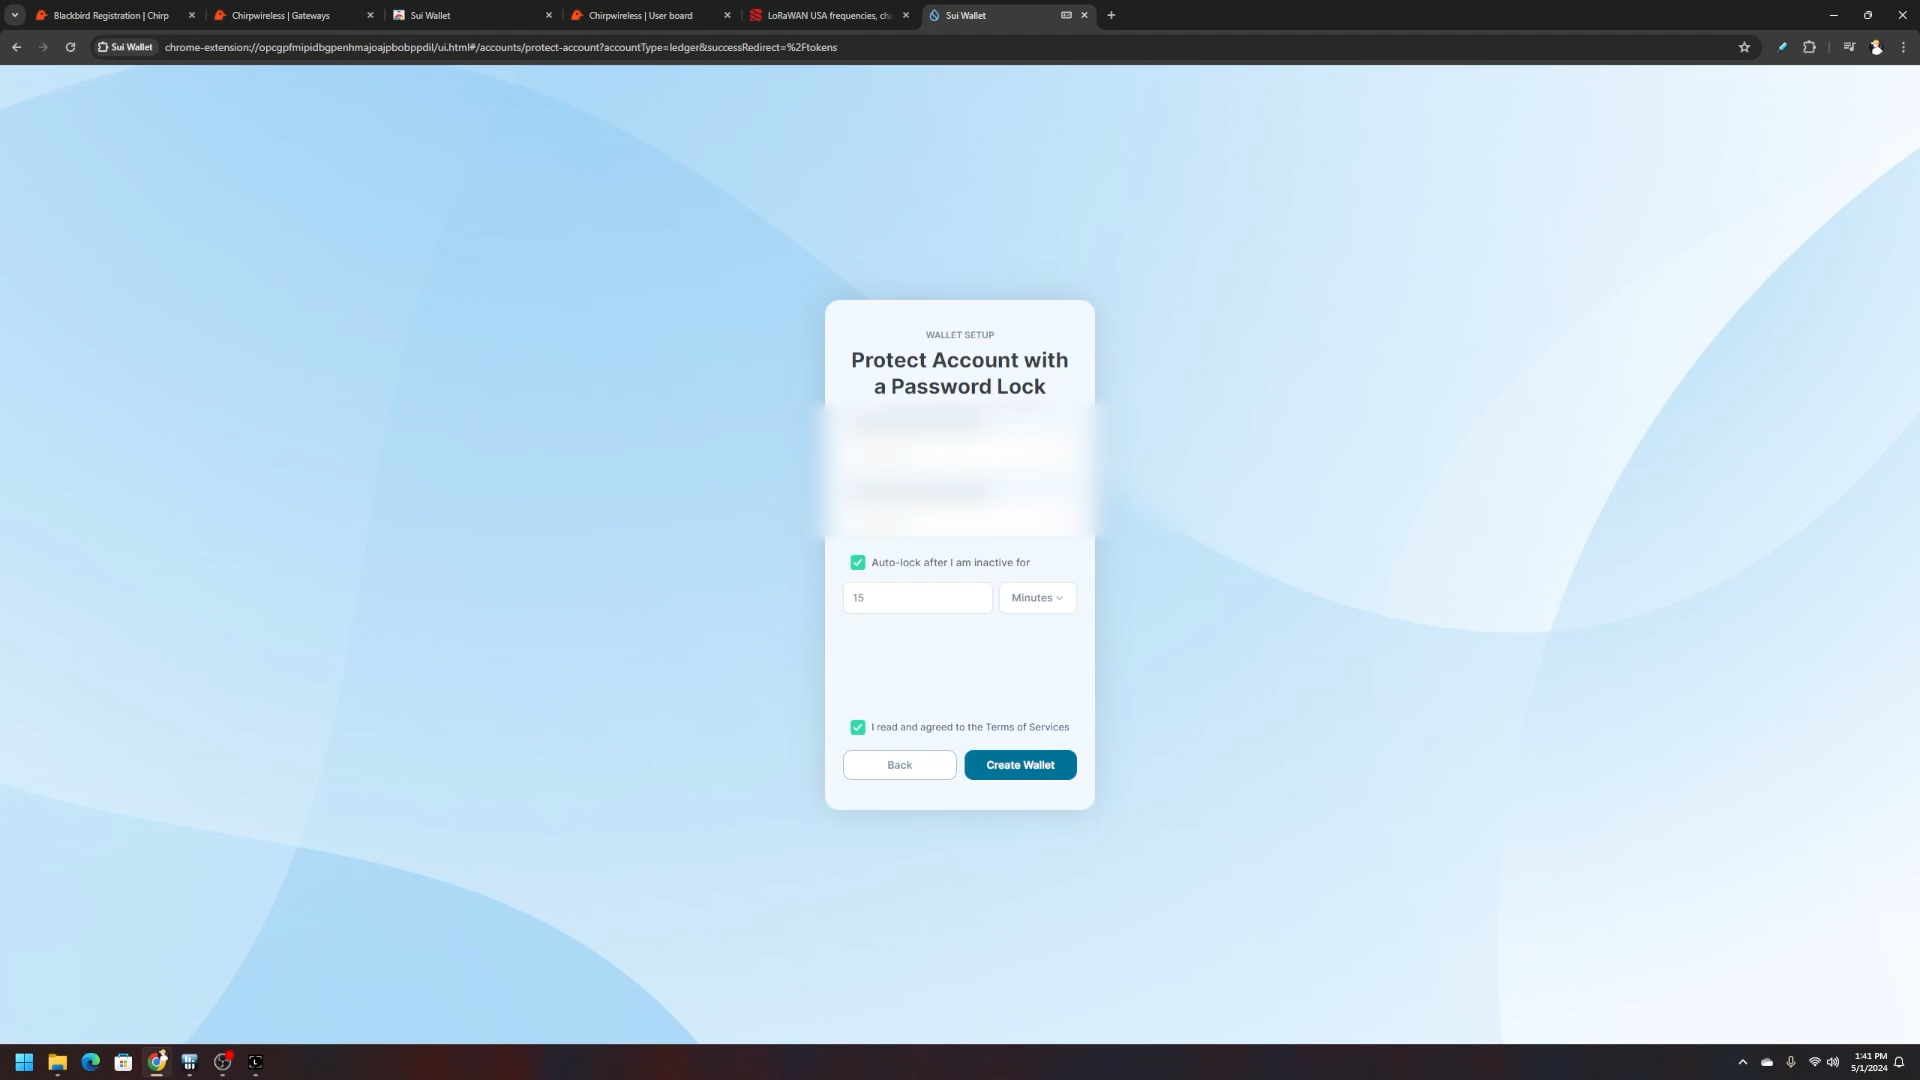 Blackbird Registration | Chirp
Chirpwireless | Gateways
Sui Wallet
Chirpwireless | User board
LoRaWAN USA frequencies, ch
Sui Wallet
Sui Wallet
chrome-extension://opcgpfmipidbgpenhmajoajpbobppdil/ui.html#/accounts/protect-account?accountType=ledger&successRedirect=%2Ftokens
WALLET SETUP
Protect Account with
a Password Lock
Auto-lock after I am inactive for
15
Minutes
I read and agreed to the Terms of Services
Back
Create Wallet
1:41 PM
5/1/2024